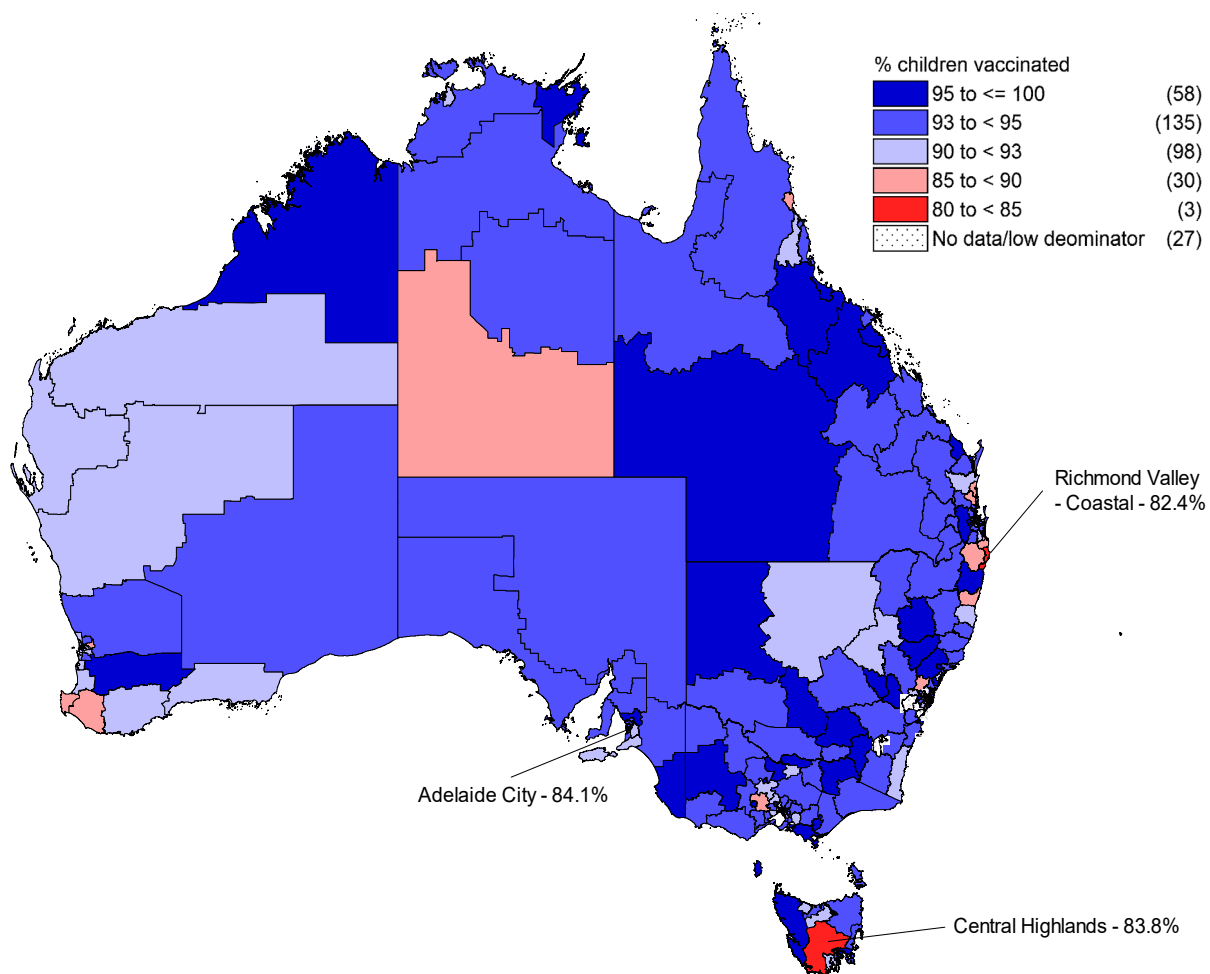 % children vaccinated
95 to <= 100 (58)
93 to < 95 (135)
90 to < 93 (98)
85 to < 90 (30)
80 to < 85 (3)
No data/low deominator (27)
Richmond Valley
- Coastal - 82.4%
Adelaide City - 84.1%
Central Highlands - 83.8%